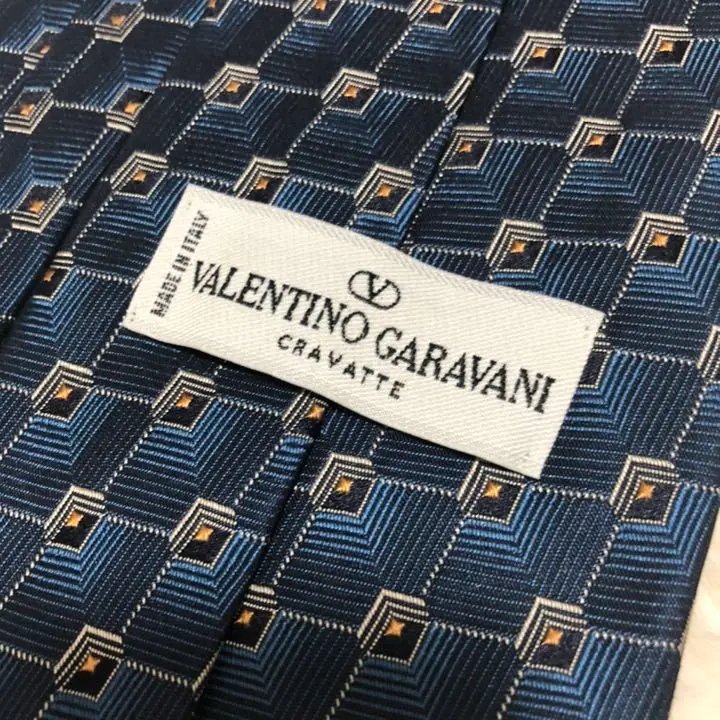 MADE IN ITALY
V
VALENTINO GARAVANI
CRAVATTE